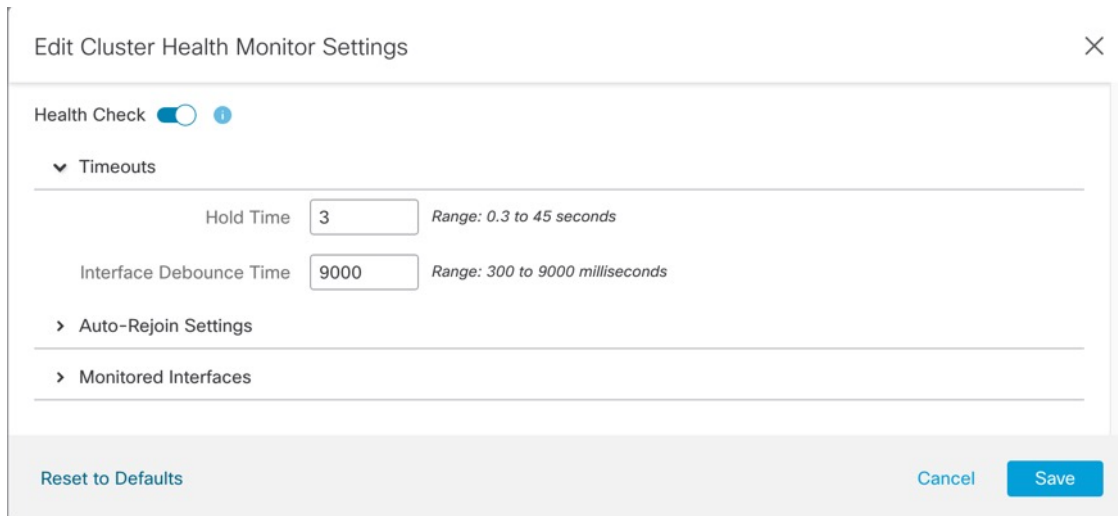 Edit Cluster Health Monitor Settings
Health Check
Timeouts
Hold Time 3 Range: 0.3 to 45 seconds
Interface Debounce Time 9000 Range: 300 to 9000 milliseconds
Auto-Rejoin Settings
Monitored Interfaces
Reset to Defaults Cancel Save